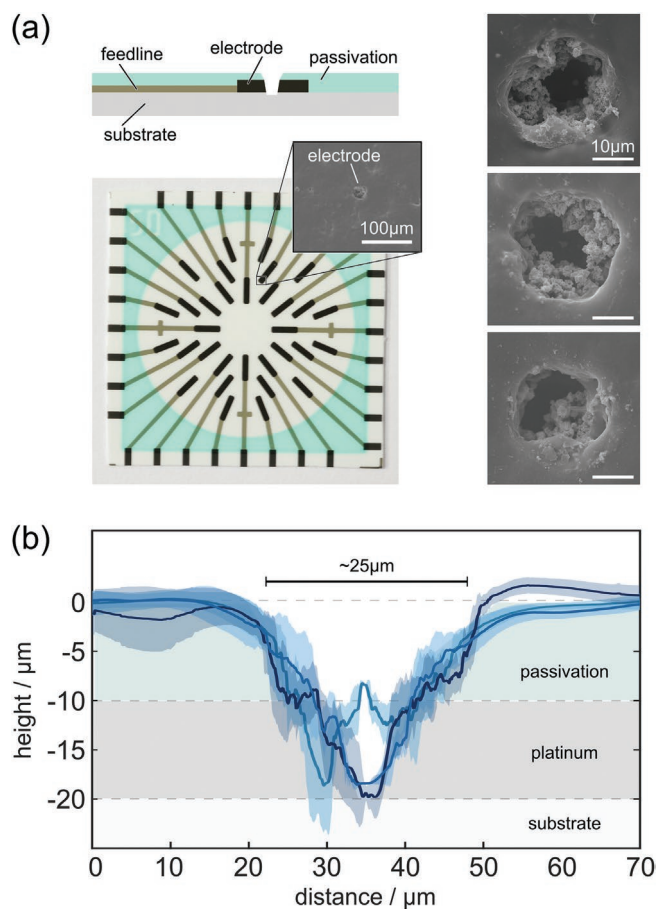 (a)
feedline
electrode
passivation
substrate
electrode
100µm
10µm
(b)
~25µm
0
-5
-10
-15
-20
height / µm
passivation
platinum
substrate
0
10
20
30
40
50
60
70
distance / µm